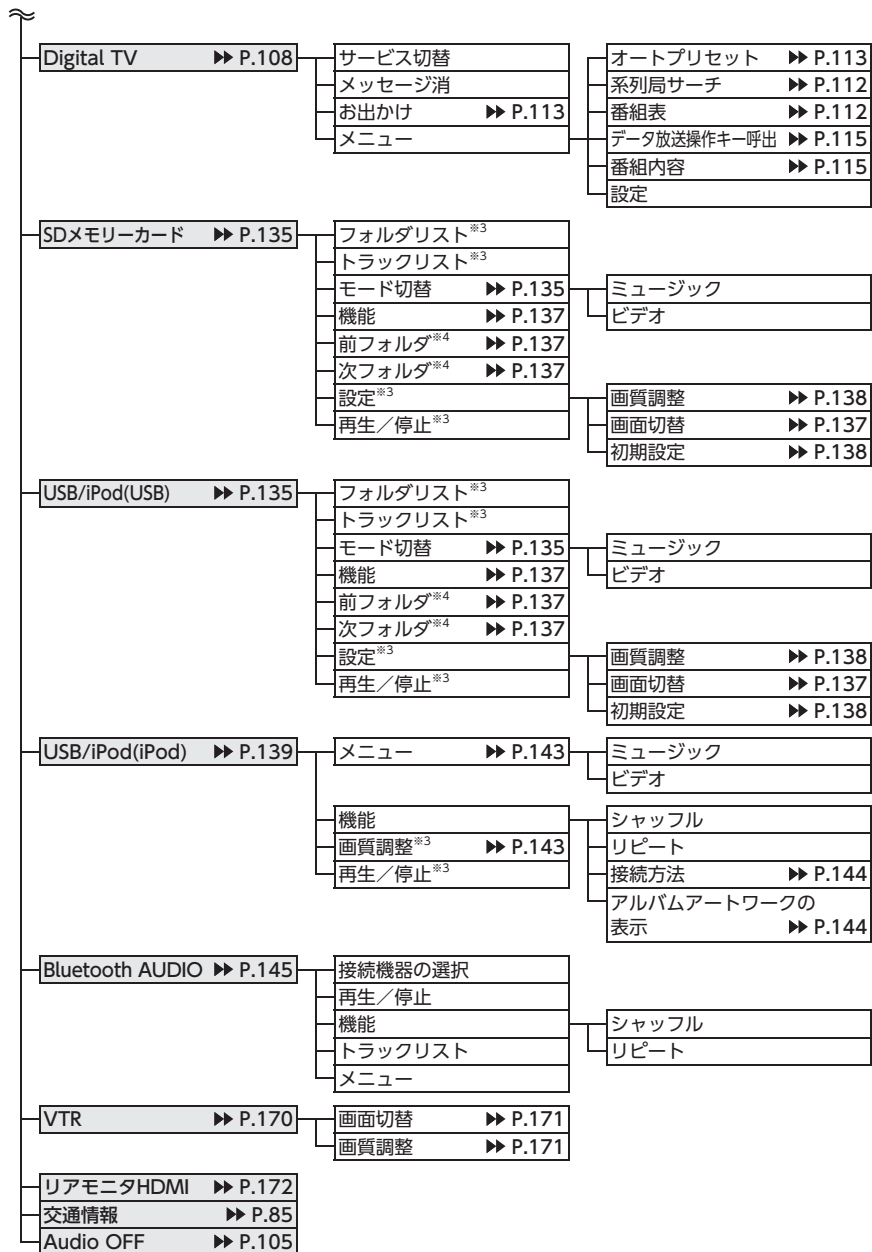 Digital TV ▶▶ P.108
サービス切替
メッセージ消
お出かけ ▶▶ P.113
メニュー
オートプリセット ▶▶ P.113
系列局サーチ ▶▶ P.112
番組表 ▶▶ P.112
データ放送操作キー呼出 ▶▶ P.115
番組内容 ▶▶ P.115
設定
SDメモリーカード ▶▶ P.135
フォルダリスト※3
トラックリスト※3
モード切替 ▶▶ P.135
機能 ▶▶ P.137
前フォルダ※4 ▶▶ P.137
次フォルダ※4 ▶▶ P.137
設定※3
再生／停止※3
ミュージック
ビデオ
画質調整 ▶▶ P.138
画面切替 ▶▶ P.137
初期設定 ▶▶ P.138
USB/iPod(USB) ▶▶ P.135
フォルダリスト※3
トラックリスト※3
モード切替 ▶▶ P.135
機能 ▶▶ P.137
前フォルダ※4 ▶▶ P.137
次フォルダ※4 ▶▶ P.137
設定※3
再生／停止※3
ミュージック
ビデオ
画質調整 ▶▶ P.138
画面切替 ▶▶ P.137
初期設定 ▶▶ P.138
USB/iPod(iPod) ▶▶ P.139
メニュー ▶▶ P.143
ミュージック
ビデオ
機能
画質調整※3 ▶▶ P.143
再生／停止※3
シャッフル
リピート
接続方法 ▶▶ P.144
アルバムアートワークの
表示 ▶▶ P.144
Bluetooth AUDIO ▶▶ P.145
接続機器の選択
再生／停止
機能
トラックリスト
メニュー
シャッフル
リピート
VTR ▶▶ P.170
画面切替 ▶▶ P.171
画質調整 ▶▶ P.171
リアモニタHDMI ▶▶ P.172
交通情報 ▶▶ P.85
Audio OFF ▶▶ P.105